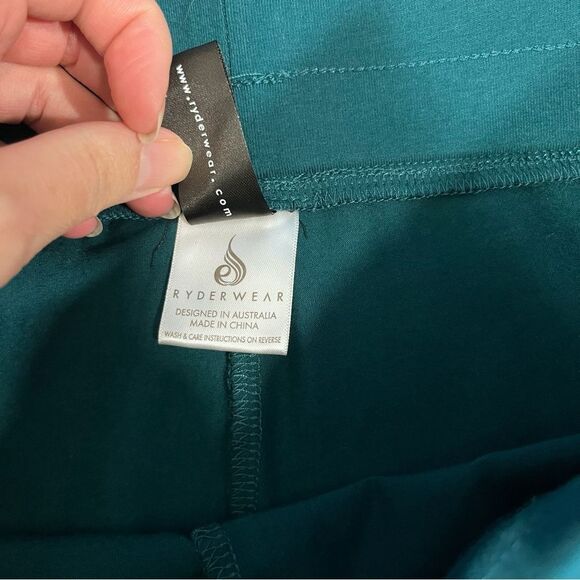 www.ryderwear.com
RYDERWEAR
DESIGNED IN AUSTRALIA
MADE IN CHINA
WASH & CARE INSTRUCTIONS ON REVERSE